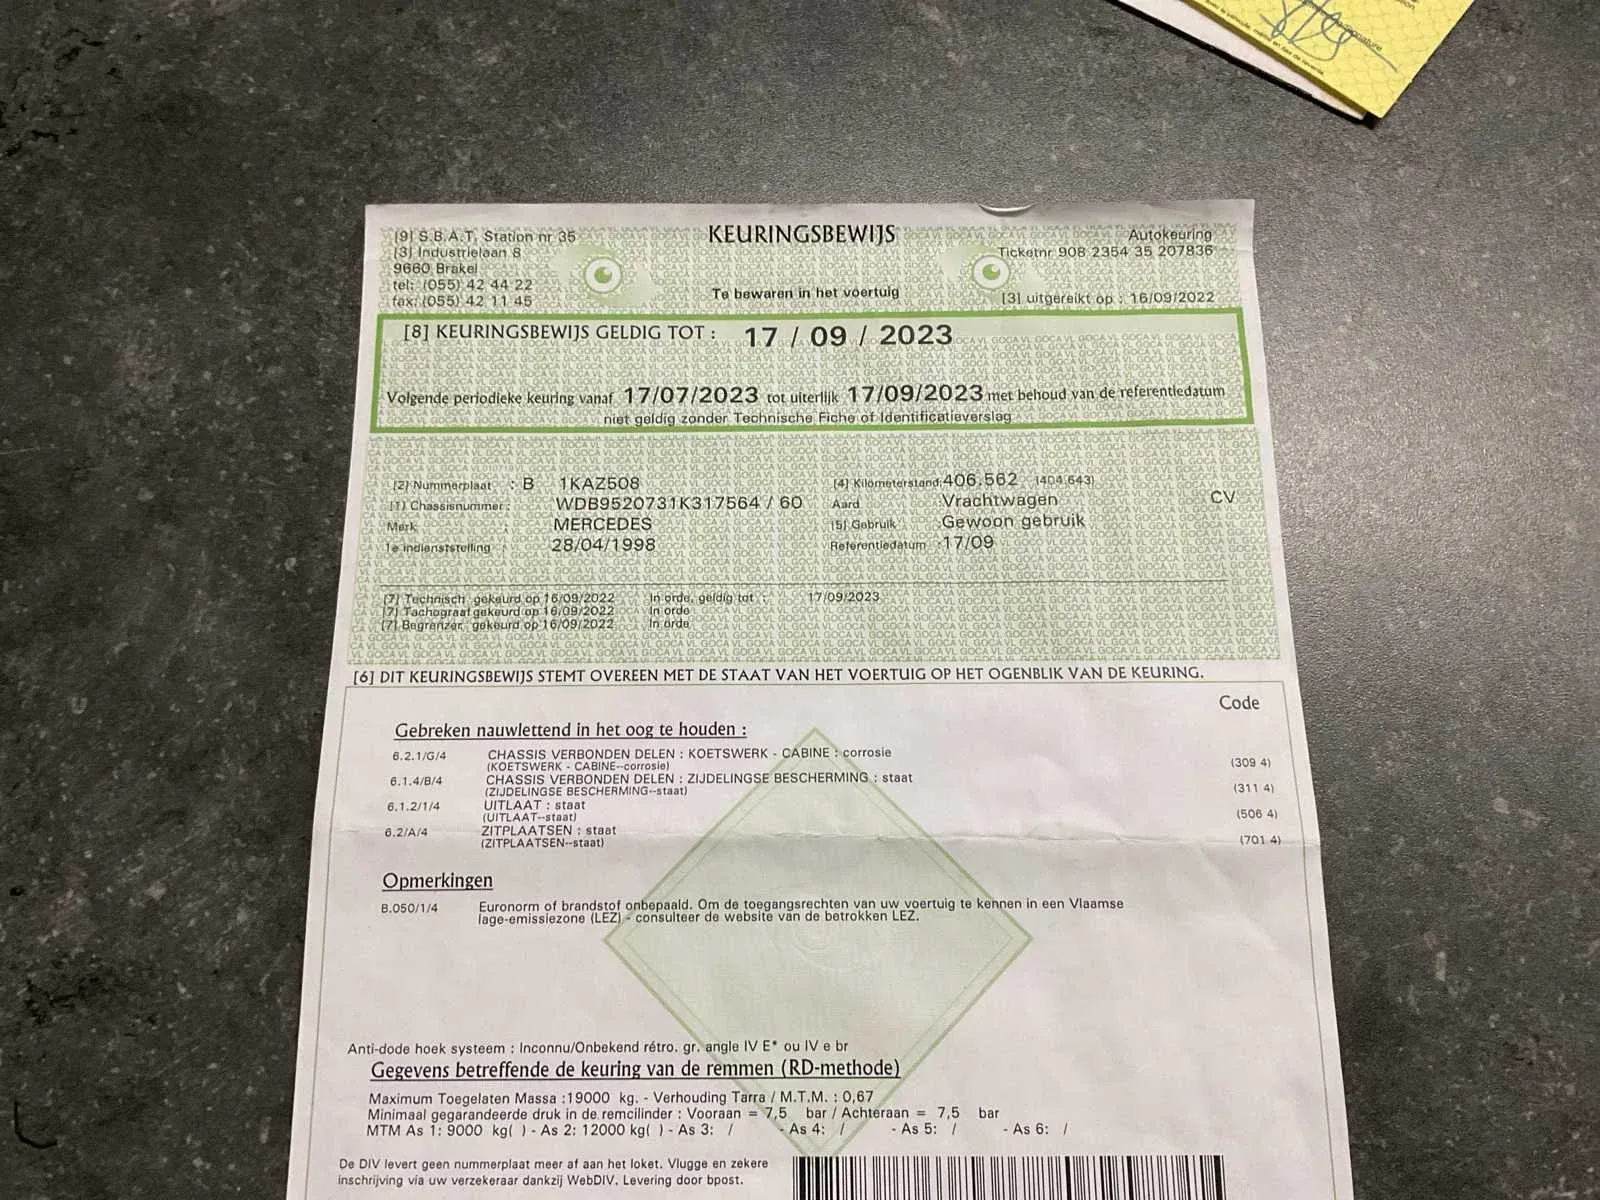 [9] S.B.A.T. Station nr 35
[3] Industrielaan 8
9660 Brakel
tel: (055) 42 44 22
fax: (055) 42 11 45
KEURINGSBEWIJS
Te bewaren in het voertuig
Autokeuring
Ticketnr 908 2354 35 207836
[3] uitgereikt op : 16/09/2022
[8] KEURINGSBEWIJS GELDIG TOT : 17 / 09 / 2023
Volgende periodieke keuring vanaf 17/07/2023 tot uiterlijk 17/09/2023 met behoud van de referentiedatum
niet geldig zonder Technische Fiche of Identificatieverslag
[2] Nummerplaat : B 1KAZ508
[1] Chassisnummer : WDB9520731K317564 / 60
Merk : MERCEDES
1e indienststelling : 28/04/1998
[4] Kilometerstand: 406.562 (404.643)
Aard Vrachtwagen CV
[5] Gebruik Gewoon gebruik
Referentiedatum :17/09
[7] Technisch gekeurd op 16/09/2022 In orde, geldig tot : 17/09/2023
[7] Tachograaf gekeurd op 16/09/2022 In orde
[7] Begrenzer gekeurd op 16/09/2022 In orde
[6] DIT KEURINGSBEWIJS STEMT OVEREEN MET DE STAAT VAN HET VOERTUIG OP HET OGENBLIK VAN DE KEURING.
Code
Gebreken nauwlettend in het oog te houden :
6.2.1/G/4 CHASSIS VERBONDEN DELEN : KOETSWERK - CABINE : corrosie
(KOETSWERK - CABINE--corrosie) (309 4)
6.1.4/B/4 CHASSIS VERBONDEN DELEN : ZIJDELINGSE BESCHERMING : staat
(ZIJDELINGSE BESCHERMING--staat) (311 4)
6.1.2/1/4 UITLAAT : staat
(UITLAAT--staat) (506 4)
6.2/A/4 ZITPLAATSEN : staat
(ZITPLAATSEN--staat) (701 4)
Opmerkingen
B.050/1/4 Euronorm of brandstof onbepaald. Om de toegangsrechten van uw voertuig te kennen in een Vlaamse
lage-emissiezone (LEZ) - consulteer de website van de betrokken LEZ.
Anti-dode hoek systeem : Inconnu/Onbekend rétro. gr. angle IV E* ou IV e br
Gegevens betreffende de keuring van de remmen (RD-methode)
Maximum Toegelaten Massa :19000 kg. - Verhouding Tarra / M.T.M. : 0,67
Minimaal gegarandeerde druk in de remcilinder : Vooraan = 7,5 bar / Achteraan = 7,5 bar
MTM As 1: 9000 kg( ) - As 2: 12000 kg( ) - As 3: / - As 4: / - As 5: / - As 6: /
De DIV levert geen nummerplaat meer af aan het loket. Vlugge en zekere
inschrijving via uw verzekeraar dankzij WebDIV. Levering door bpost.